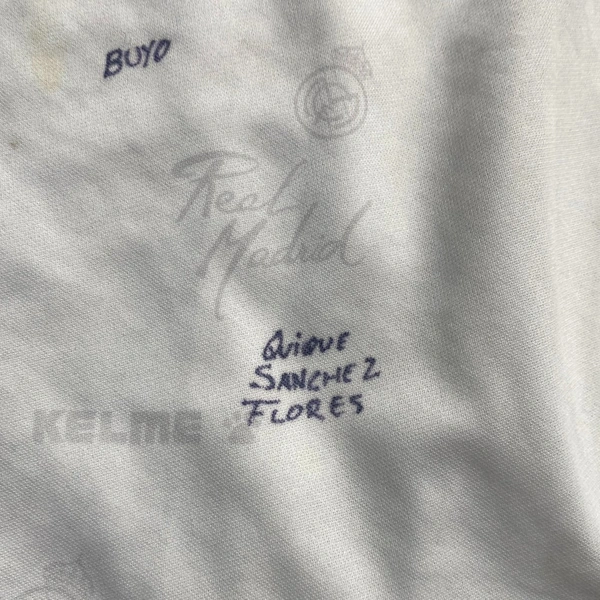 BUYO
Real
Madrid
QUiQUE
SANCHEZ
FLORES
KELME